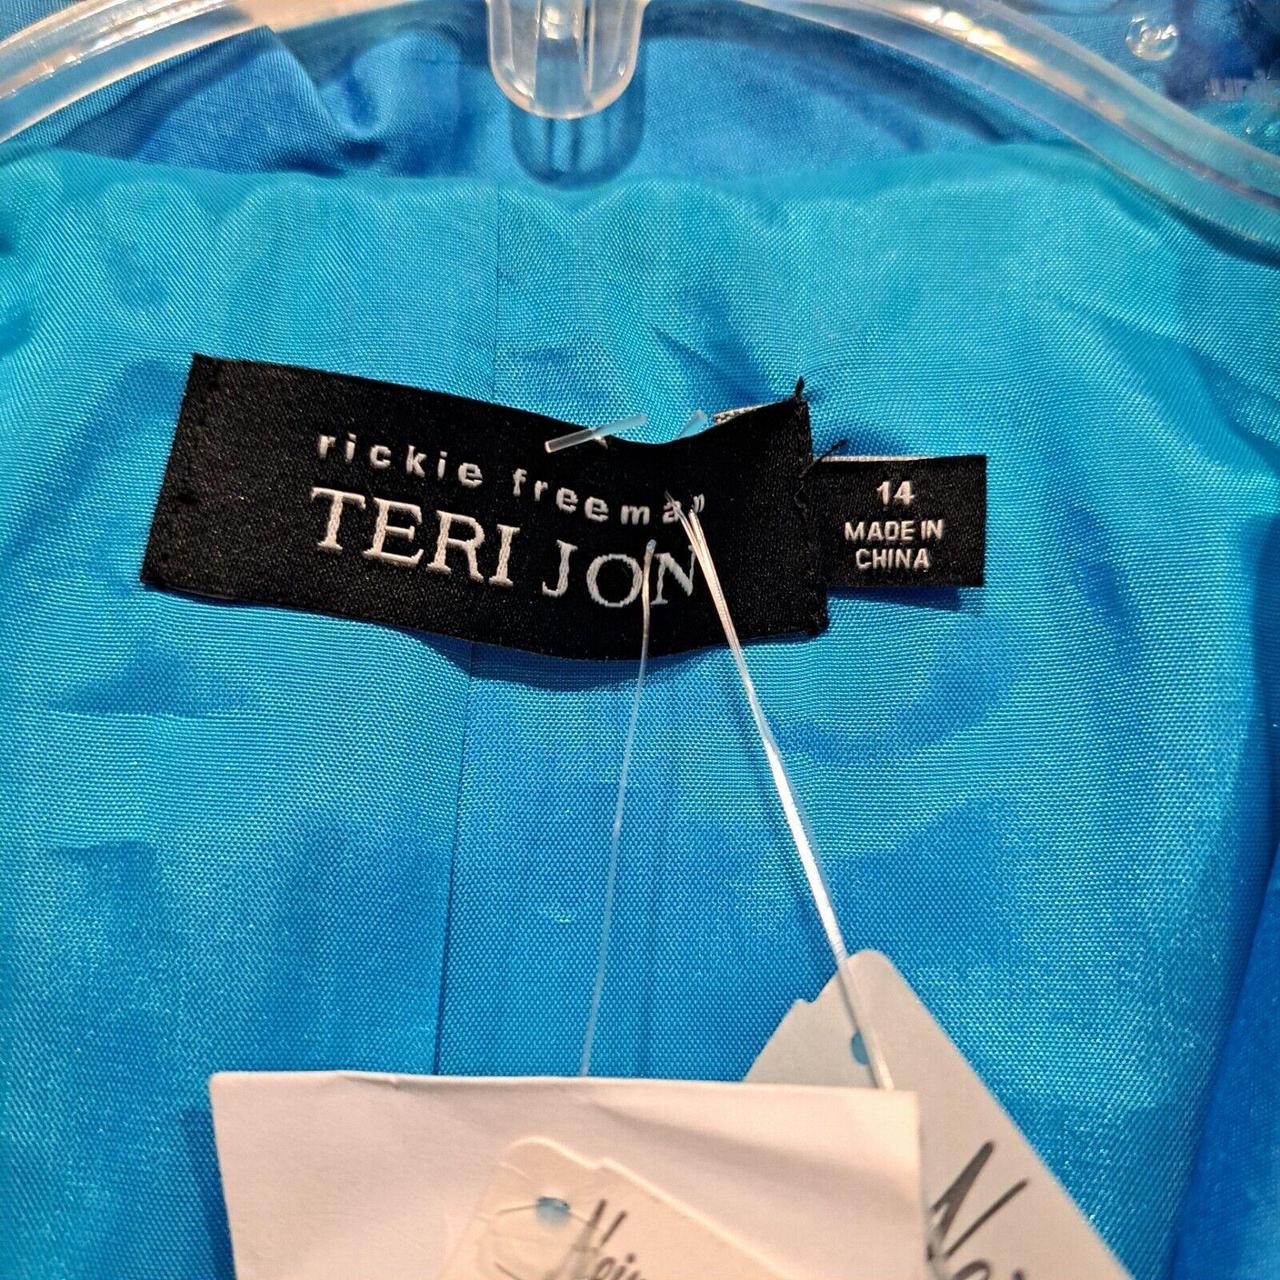 rickie freeman
TERI JON
14
MADE IN
CHINA